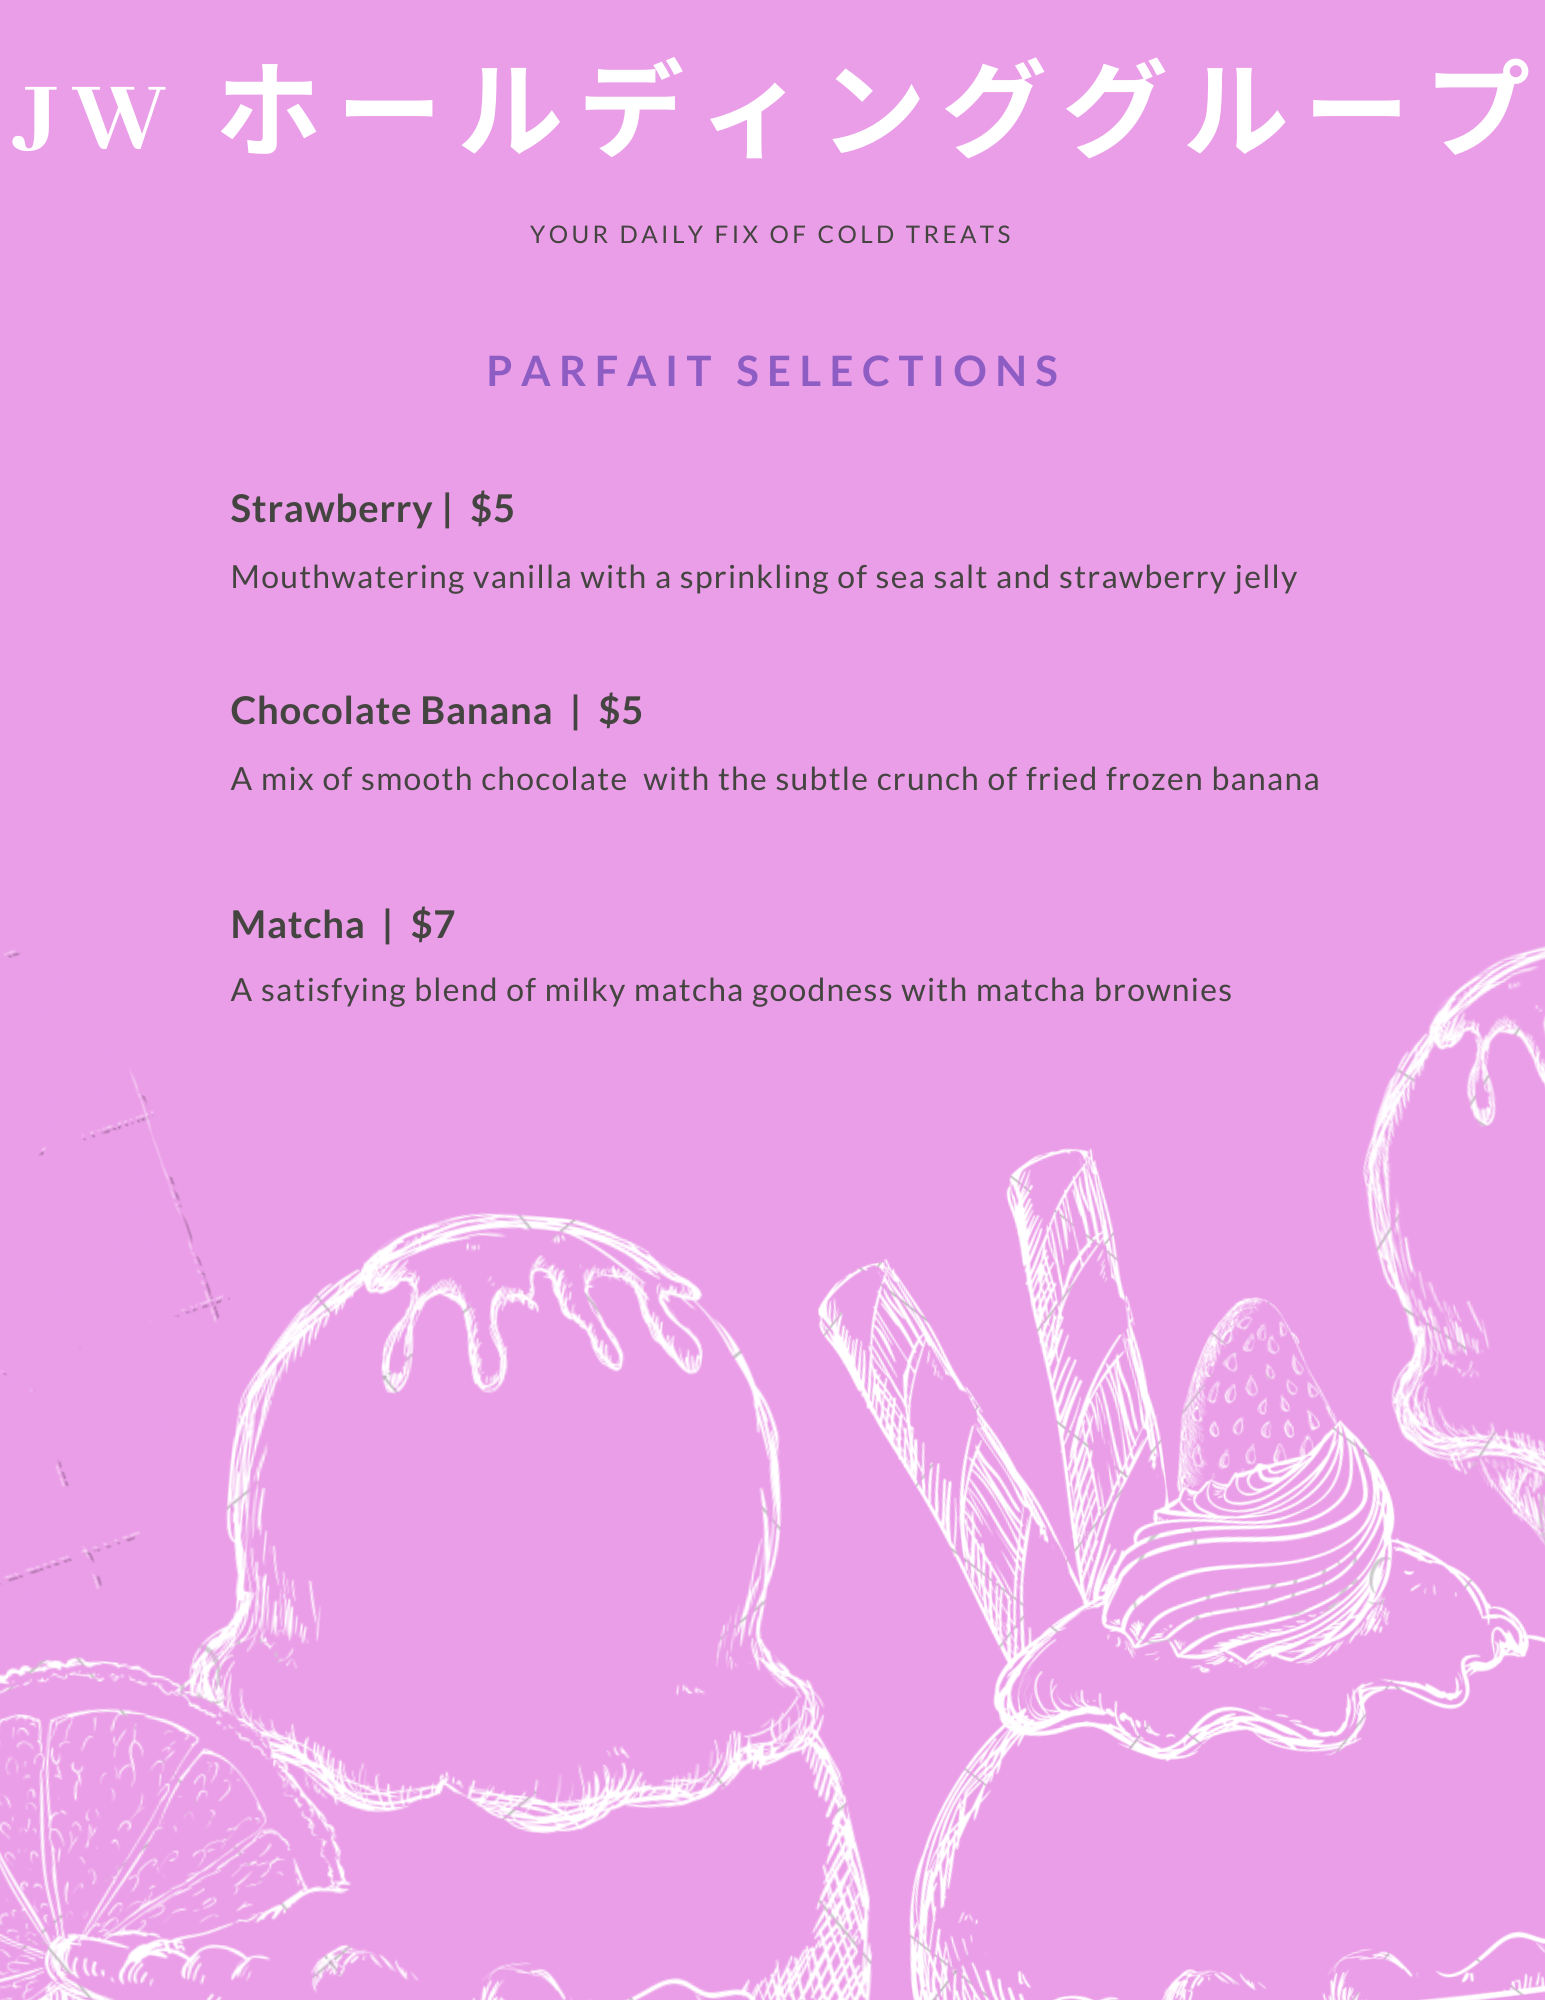 JW ホールディンググループ
YOUR DAILY FIX OF COLD TREATS
PARFAIT SELECTIONS
Strawberry | $5
Mouthwatering vanilla with a sprinkling of sea salt and strawberry jelly
Chocolate Banana | $5
A mix of smooth chocolate  with the subtle crunch of fried frozen banana
Matcha | $7
A satisfying blend of milky matcha goodness with matcha brownies